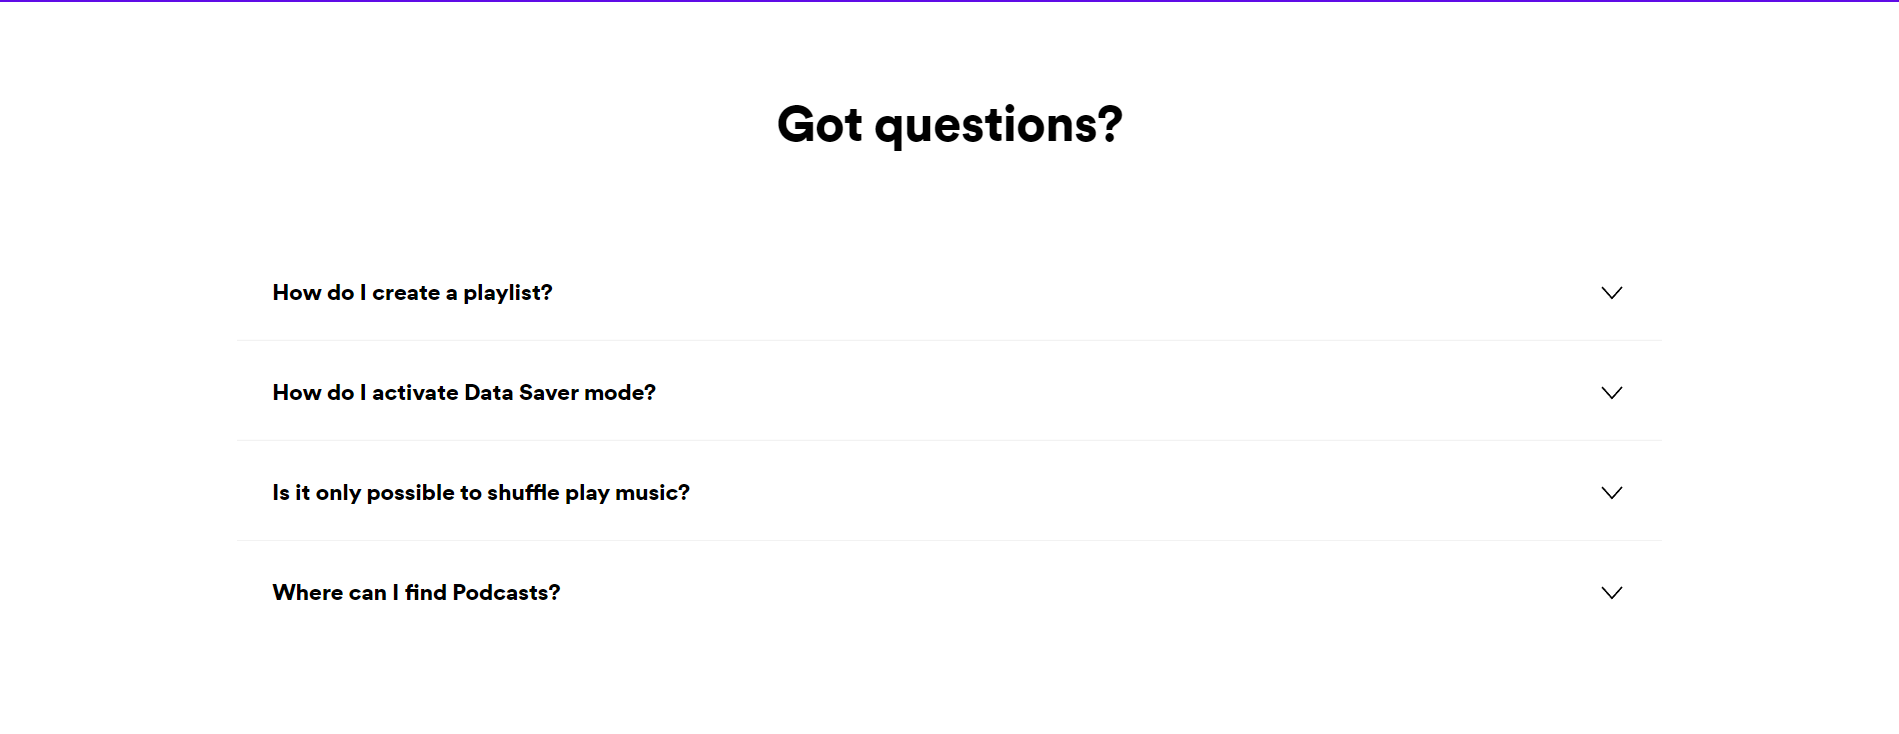 Got questions?
How do I create a playlist?
How do I activate Data Saver mode?
Is it only possible to shuffle play music?
Where can I find Podcasts?